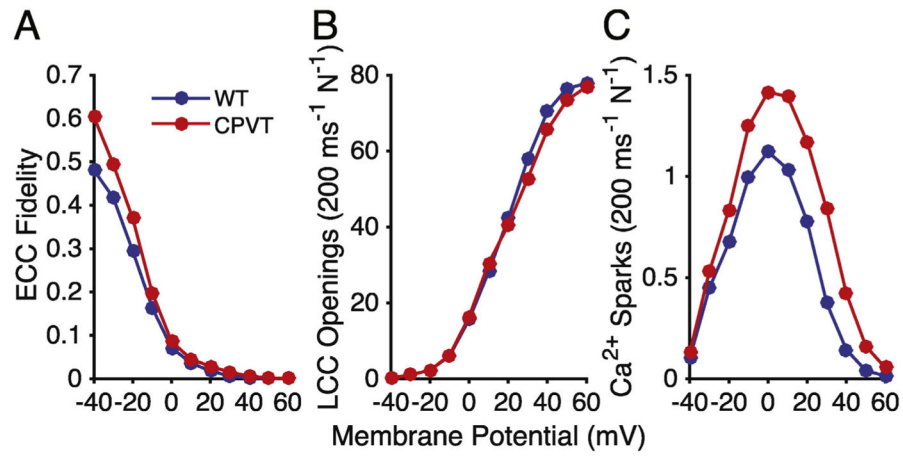 A
B
C
ECC Fidelity
0.7
0.6
0.5
0.4
0.3
0.2
0.1
0
-40 -20 0 20 40 60
WT
CPVT
LCC Openings (200 ms⁻¹ N⁻¹)
80
60
40
20
0
-40 -20 0 20 40 60
Ca²⁺ Sparks (200 ms⁻¹ N⁻¹)
1.5
1
0.5
0
-40 -20 0 20 40 60
Membrane Potential (mV)